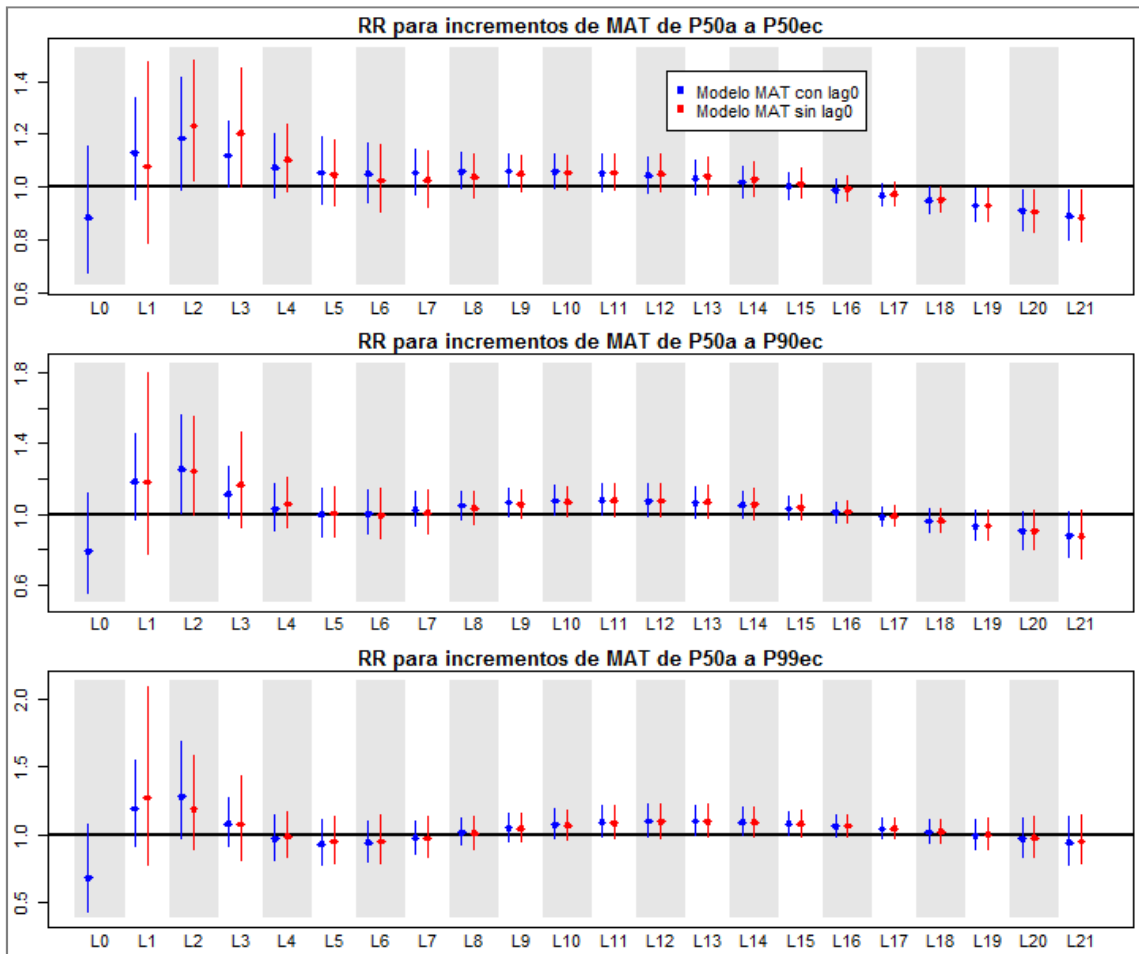 RR para incrementos de MAT de P50a a P50ec
1.4
1.2
1.0
0.8
0.6
Modelo MAT con lag0
Modelo MAT sin lag0
L0 L1 L2 L3 L4 L5 L6 L7 L8 L9 L10 L11 L12 L13 L14 L15 L16 L17 L18 L19 L20 L21
RR para incrementos de MAT de P50a a P90ec
1.8
1.4
1.0
0.6
L0 L1 L2 L3 L4 L5 L6 L7 L8 L9 L10 L11 L12 L13 L14 L15 L16 L17 L18 L19 L20 L21
RR para incrementos de MAT de P50a a P99ec
2.0
1.5
1.0
0.5
L0 L1 L2 L3 L4 L5 L6 L7 L8 L9 L10 L11 L12 L13 L14 L15 L16 L17 L18 L19 L20 L21